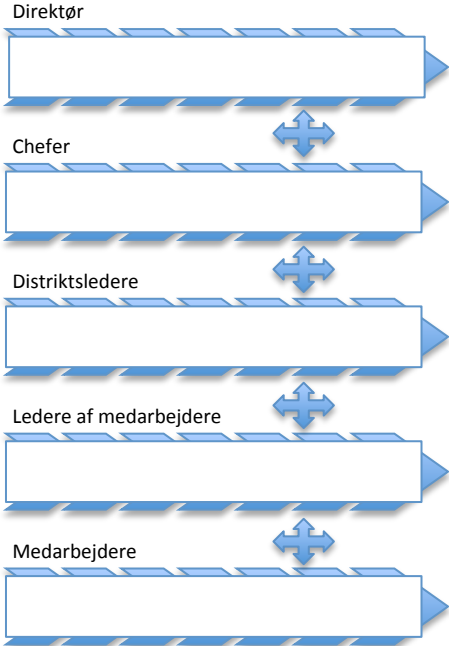 Direktør
Chefer
Distriktsledere
Ledere af medarbejdere
Medarbejdere